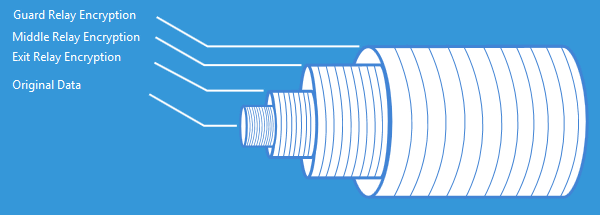 Guard Relay Encryption
Middle Relay Encryption
Exit Relay Encryption
Original Data